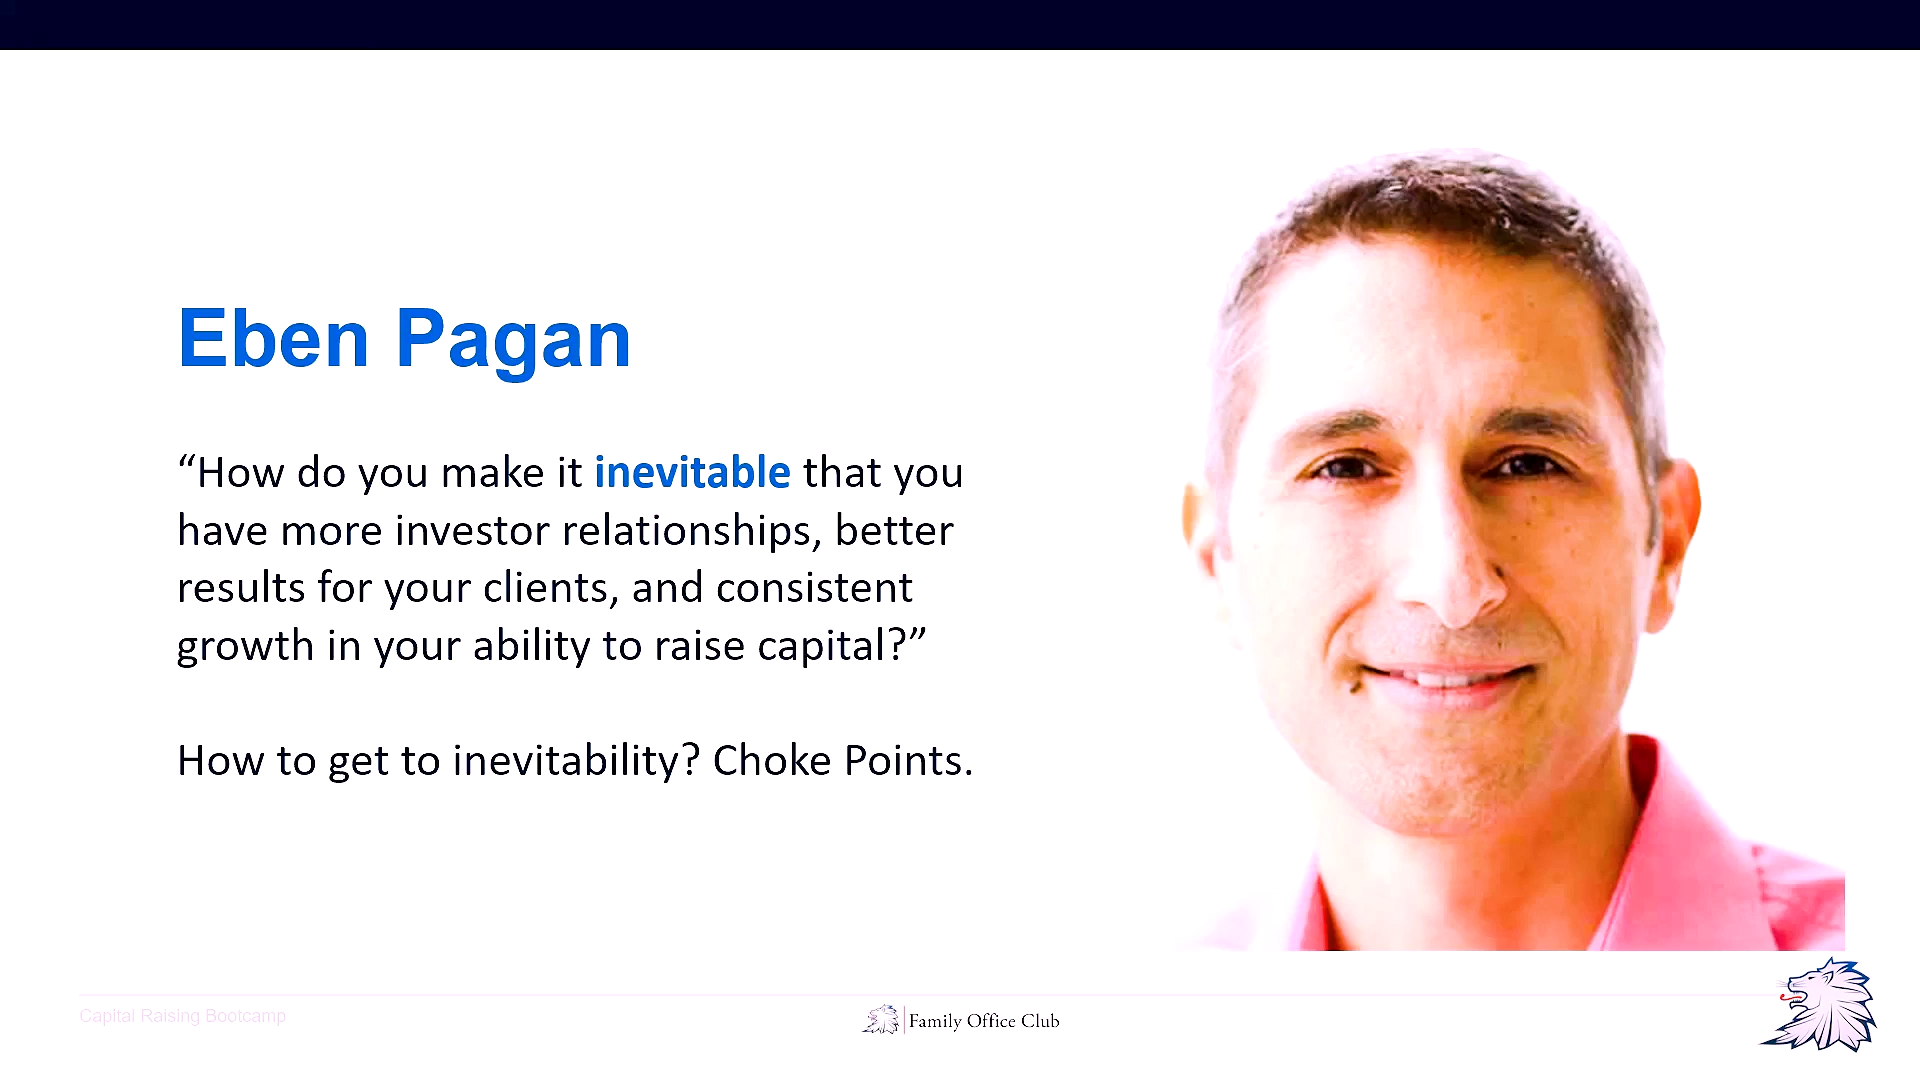 Eben Pagan
“How do you make it inevitable that you
have more investor relationships, better
results for your clients, and consistent
growth in your ability to raise capital?”
How to get to inevitability? Choke Points.
Capital Raising Bootcamp
Family Office Club